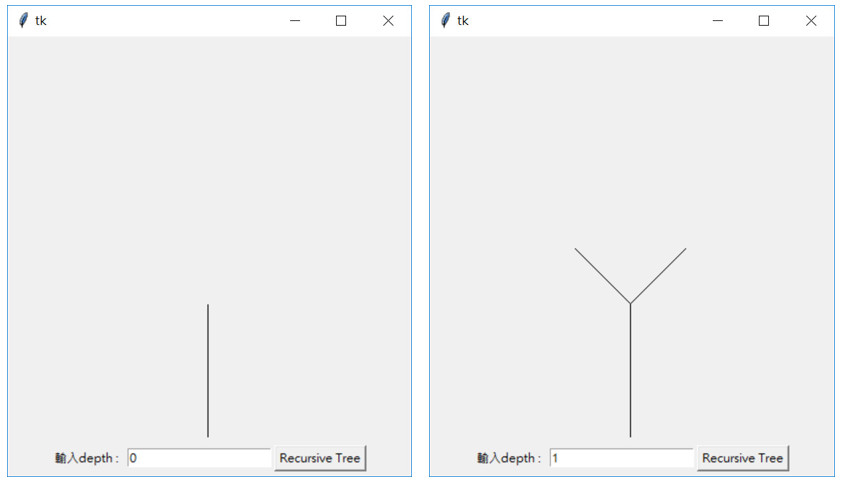 tk
輸入depth : 0 Recursive Tree
tk
輸入depth : 1 Recursive Tree